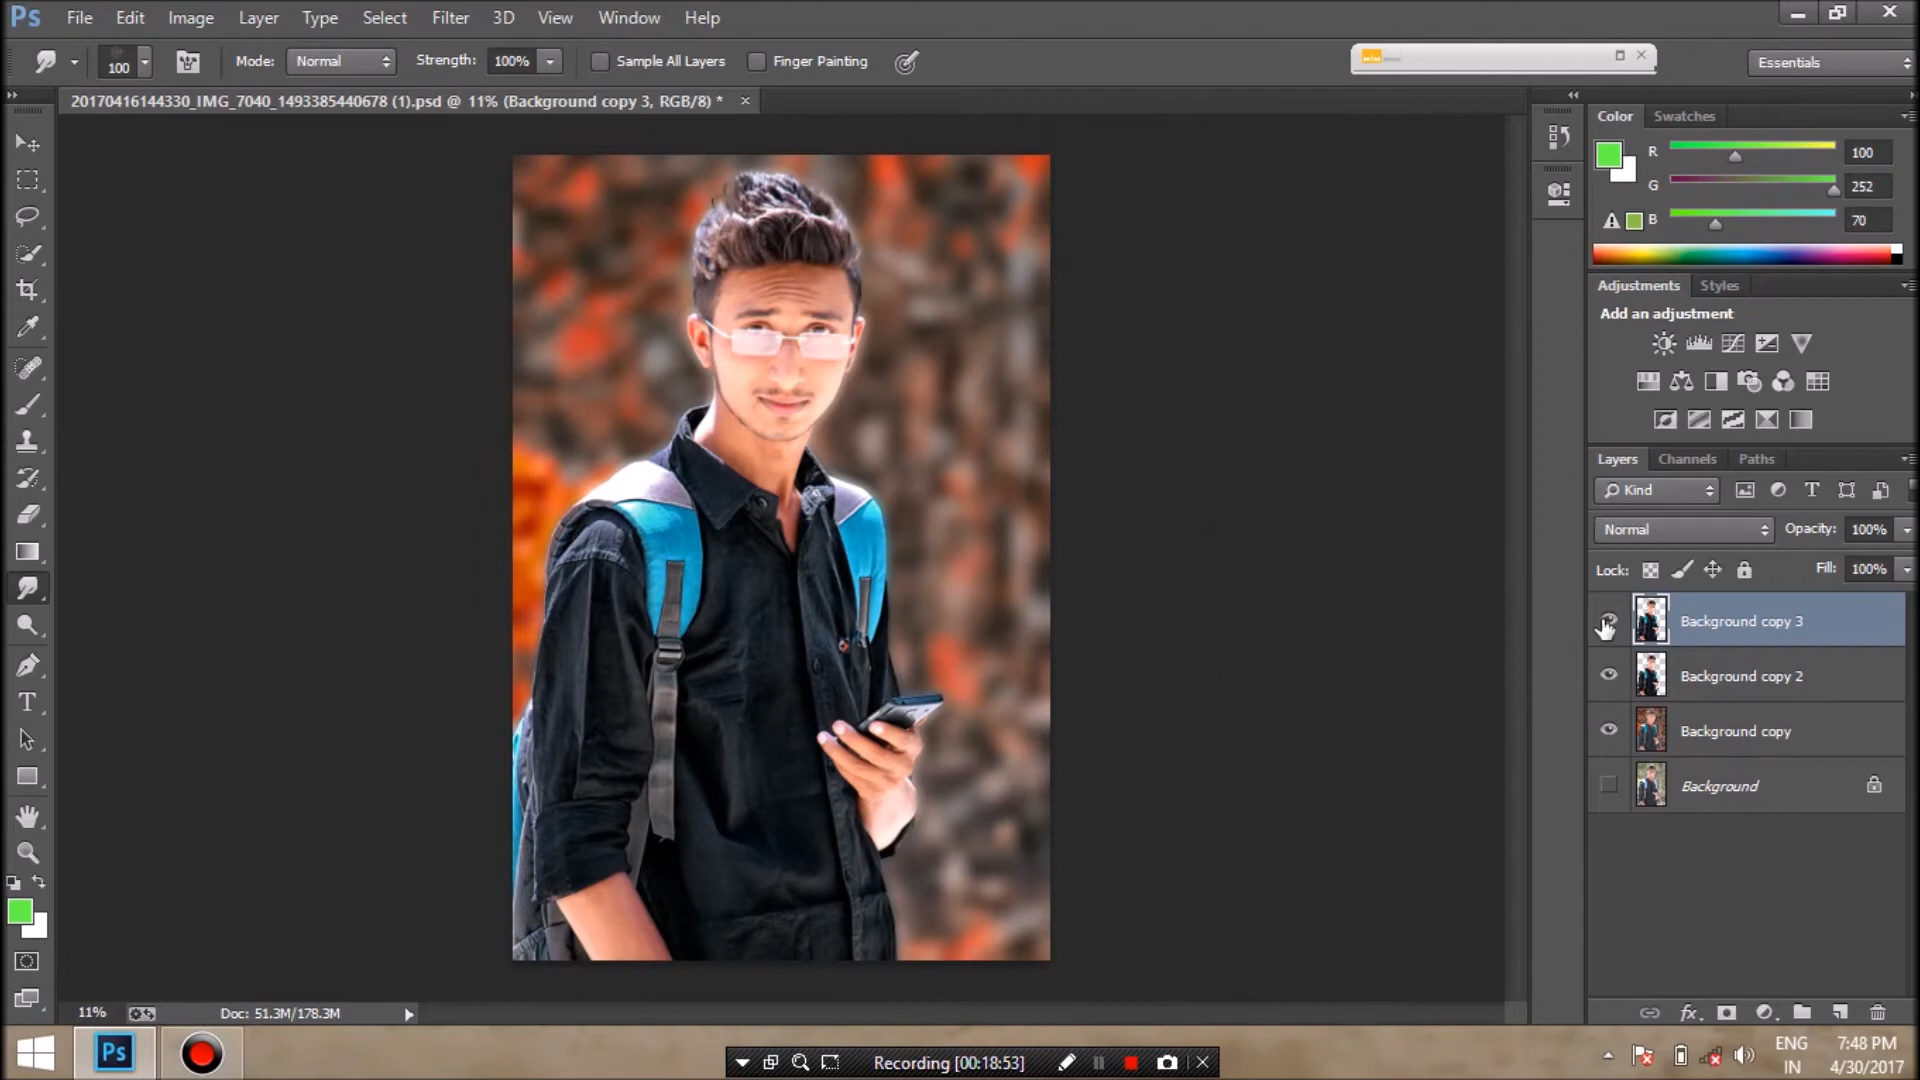 Ps File Edit Image Layer Type Select Filter 3D View Window Help
100 Mode: Normal Strength: 100% Sample All Layers Finger Painting Essentials
20170416144330_IMG_7040_1493385440678 (1).psd @ 11% (Background copy 3, RGB/8) *
Color Swatches
R 100
G 252
B 70
Adjustments Styles
Add an adjustment
Layers Channels Paths
Kind
Normal Opacity: 100%
Lock: Fill: 100%
Background copy 3
Background copy 2
Background copy
Background
11% Doc: 51.3M/178.3M
Ps
Recording [00:18:53]
ENG 7:48 PM
IN 4/30/2017